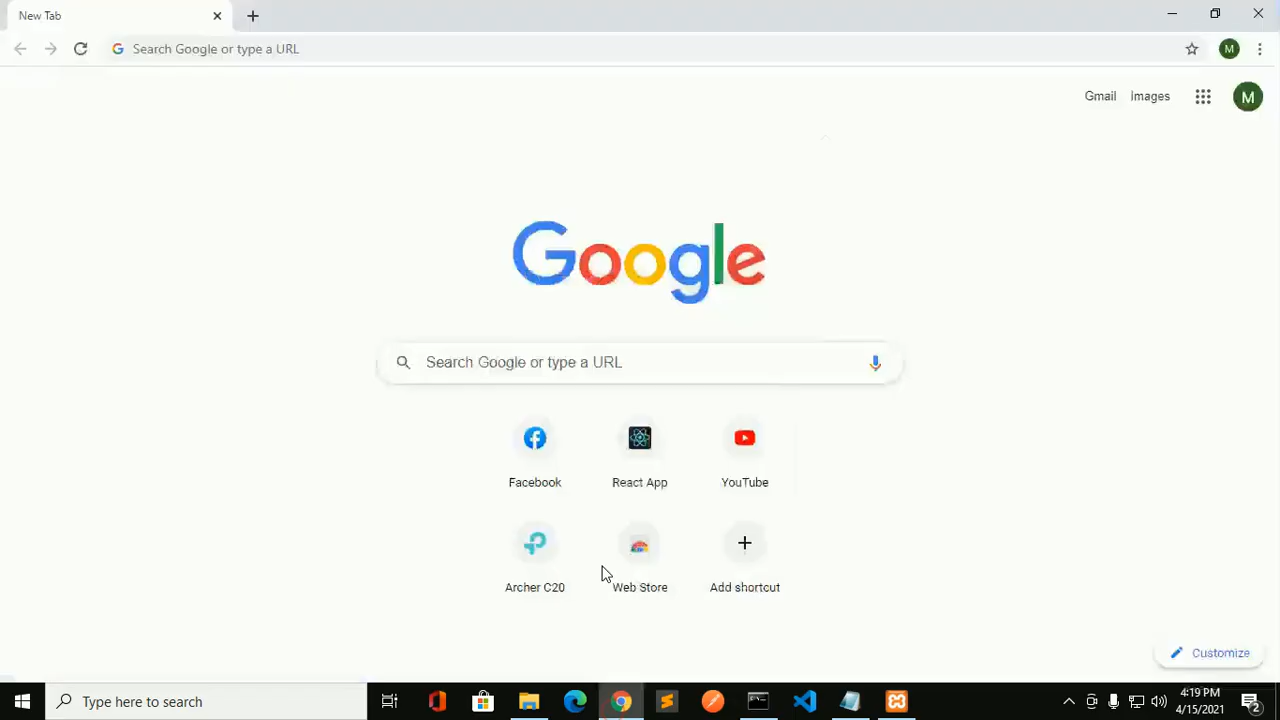 New Tab
Search Google or type a URL
M
Gmail Images M
Google
Search Google or type a URL
Facebook React App YouTube
Archer C20 Web Store Add shortcut
Customize
Type here to search
4:19 PM
4/15/2021
2